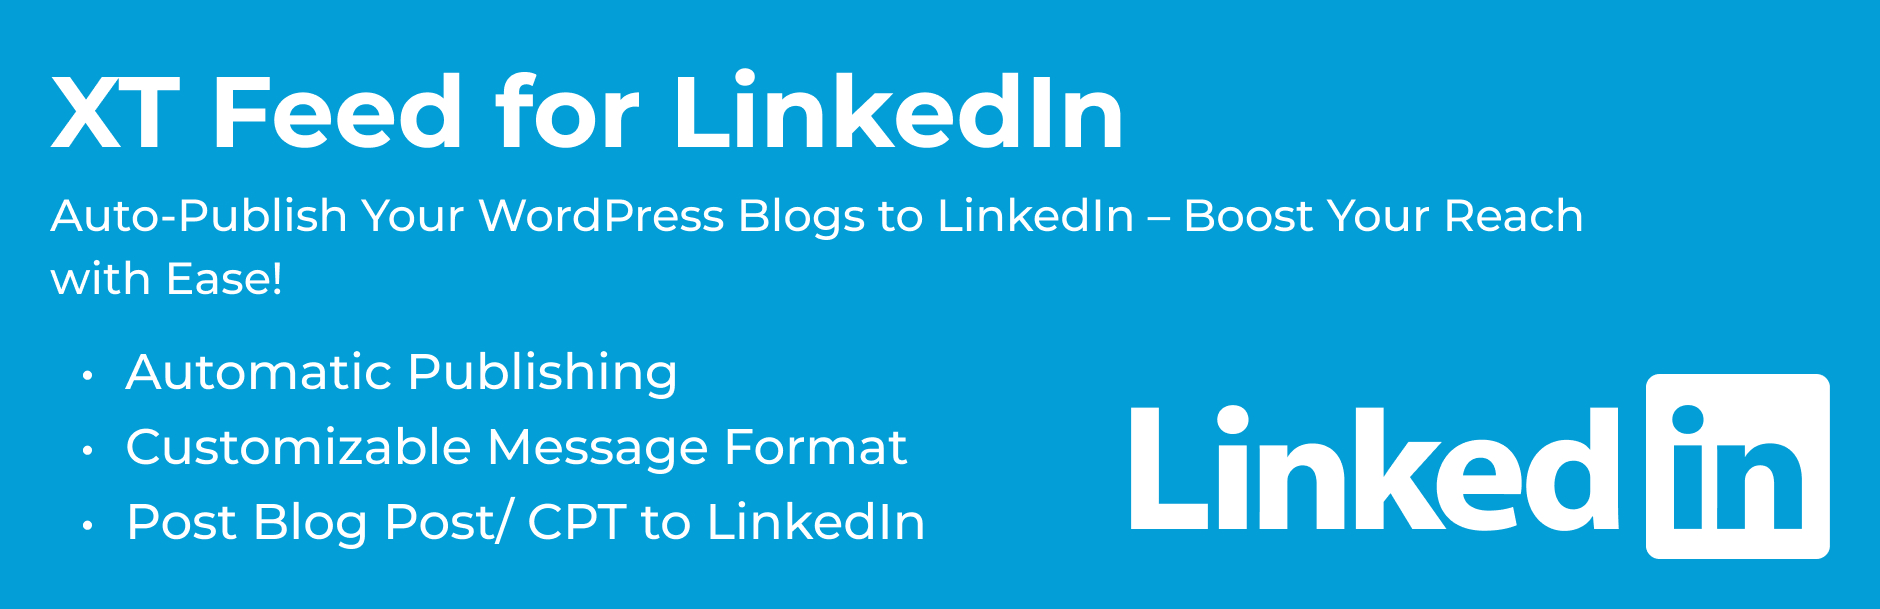 XT Feed for LinkedIn
Auto-Publish Your WordPress Blogs to LinkedIn – Boost Your Reach
with Ease!
• Automatic Publishing
• Customizable Message Format
• Post Blog Post/ CPT to LinkedIn
Linked in